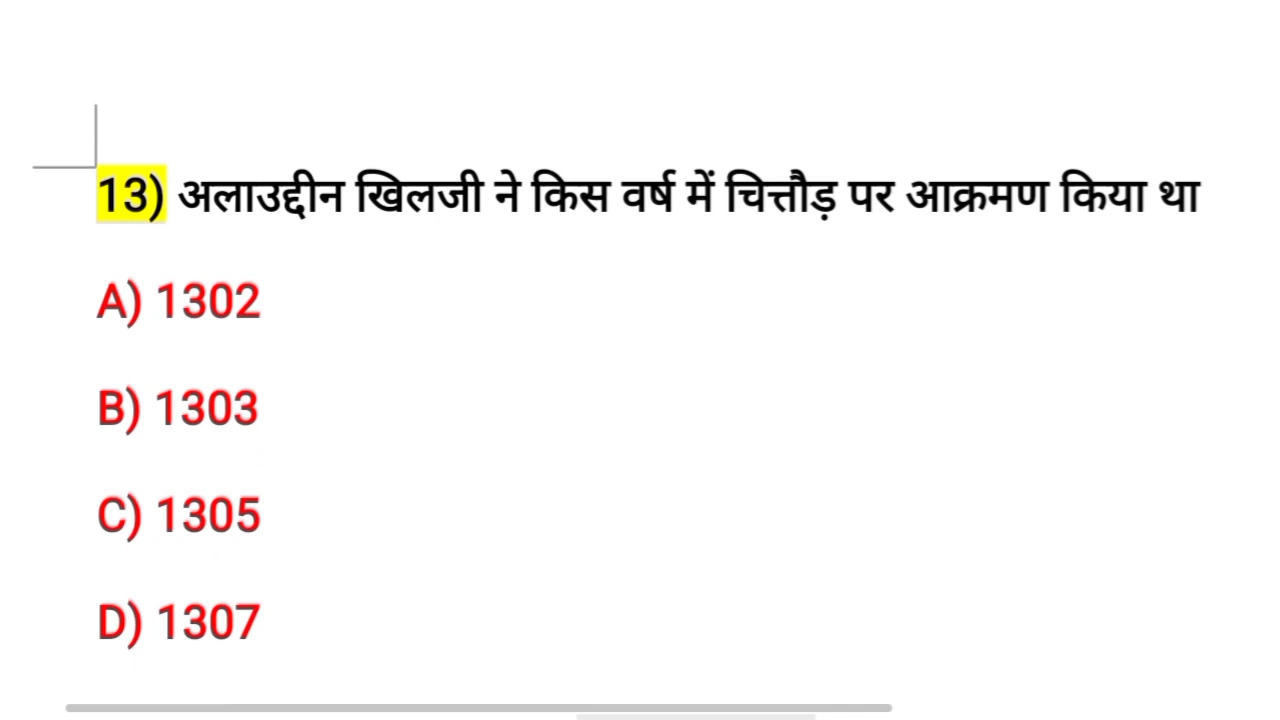 13) अलाउद्दीन खिलजी ने किस वर्ष में चित्तौड़ पर आक्रमण किया था
A) 1302
B) 1303
C) 1305
D) 1307